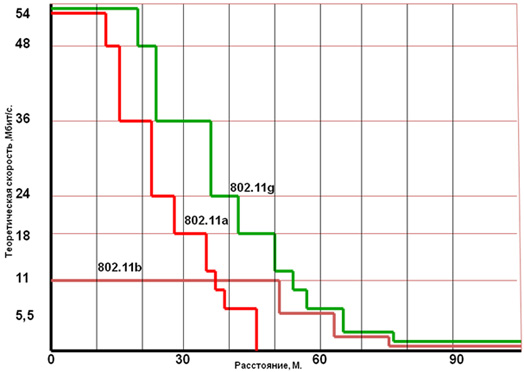 54
48
36
802.11g
24
802.11a
18
802.11b
11
5,5
Теоретическая скорость ,Мбит/с.
0
30
60
90
Расстояние, М.